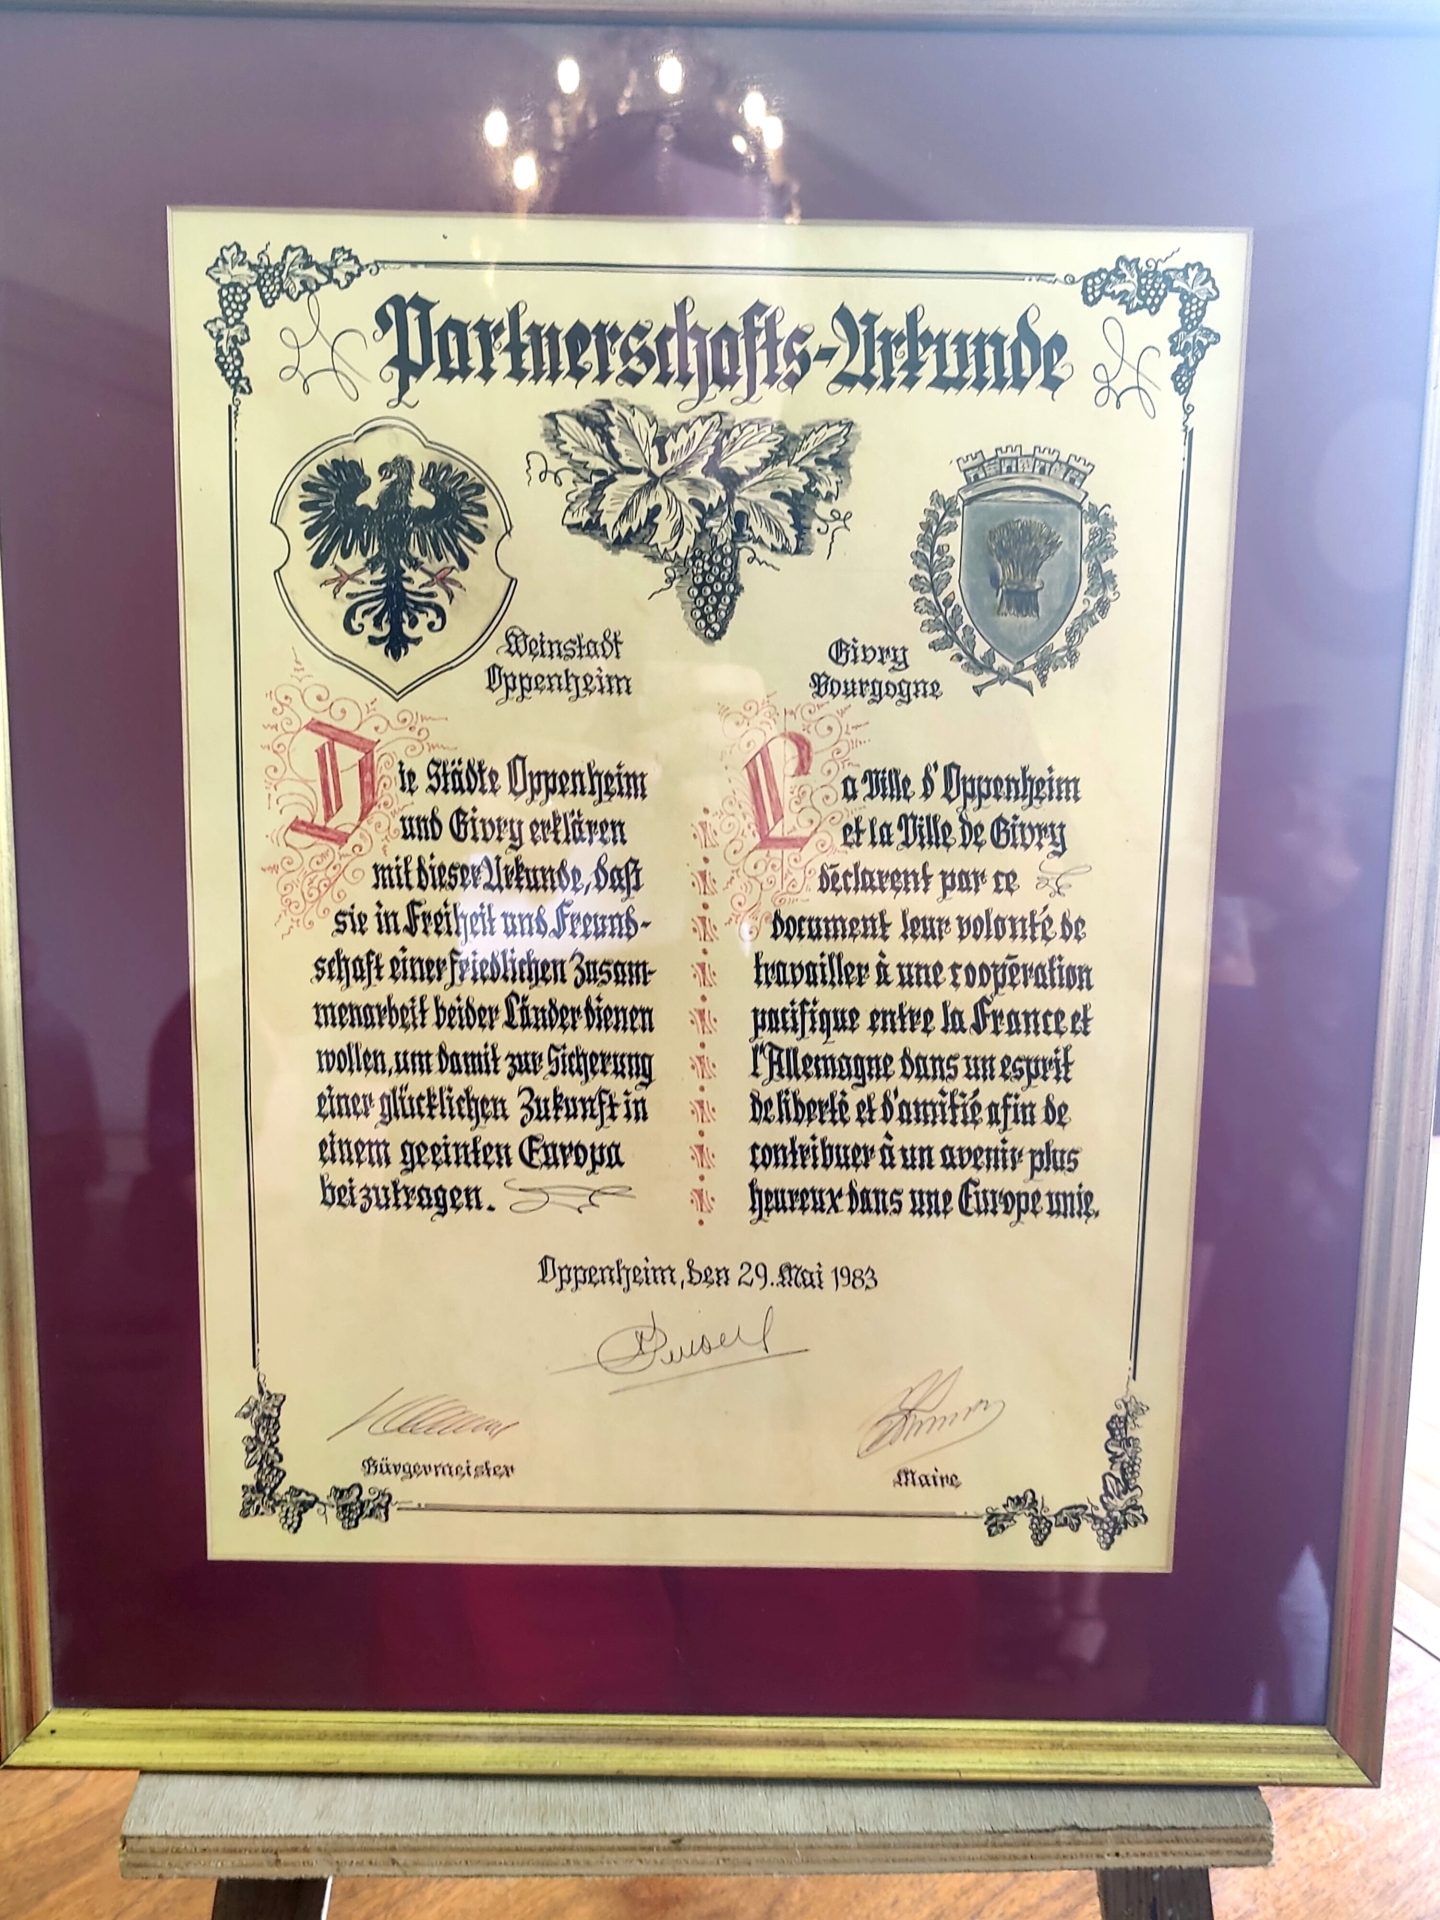 Partnerschafts-Urkunde
Weinstadt
Oppenheim
Givry
Bourgogne
Die Städte Oppenheim
und Givry erklären
mit dieser Urkunde, daß
sie in Freiheit und Freund-
schaft einer friedlichen Zusam-
menarbeit beider Länder dienen
wollen, um damit zur Sicherung
einer glücklichen Zukunft in
einem geeinten Europa
beizutragen.
La Ville d'Oppenheim
et la Ville de Givry
déclarent par ce
document leur volonté de
travailler à une coopération
pacifique entre la France et
l'Allemagne dans un esprit
de liberté et d'amitié afin de
contribuer à un avenir plus
heureux dans une Europe unie.
Oppenheim, den 29. Mai 1983
Bürgermeister
Maire